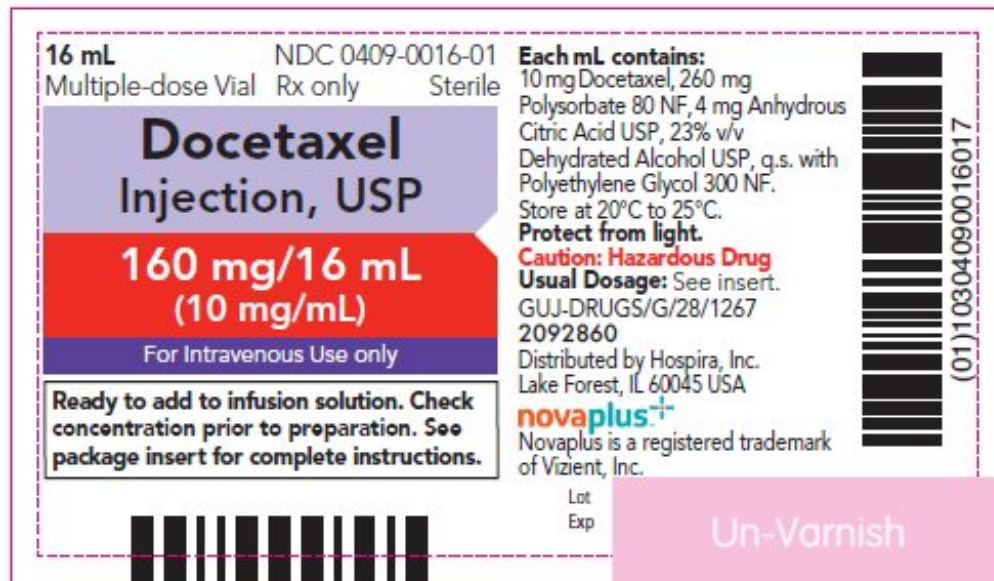 16 mL NDC 0409-0016-01
Multiple-dose Vial Rx only Sterile
Docetaxel
Injection, USP
160 mg/16 mL
(10 mg/mL)
For Intravenous Use only
Ready to add to infusion solution. Check
concentration prior to preparation. See
package insert for complete instructions.
Each mL contains:
10 mg Docetaxel, 260 mg
Polysorbate 80 NF, 4 mg Anhydrous
Citric Acid USP, 23% v/v
Dehydrated Alcohol USP, q.s. with
Polyethylene Glycol 300 NF.
Store at 20°C to 25°C.
Protect from light.
Caution: Hazardous Drug
Usual Dosage: See insert.
GUJ-DRUGS/G/28/1267
2092860
Distributed by Hospira, Inc.
Lake Forest, IL 60045 USA
novaplus
Novaplus is a registered trademark
of Vizient, Inc.
Lot
Exp
Un-Varnish
(01)10304090016017